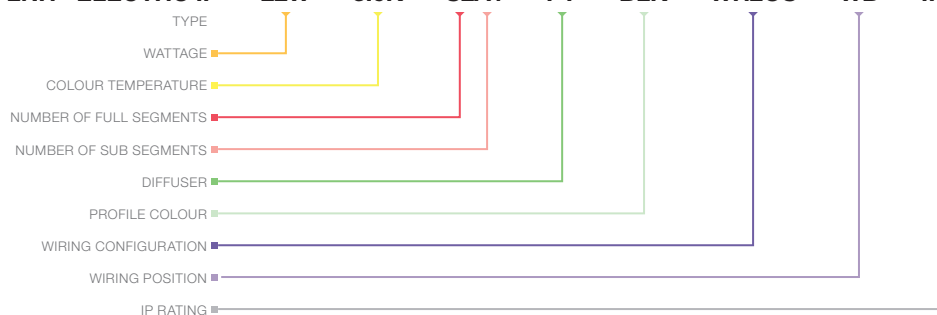 TYPE
WATTAGE
COLOUR TEMPERATURE
NUMBER OF FULL SEGMENTS
NUMBER OF SUB SEGMENTS
DIFFUSER
PROFILE COLOUR
WIRING CONFIGURATION
WIRING POSITION
IP RATING